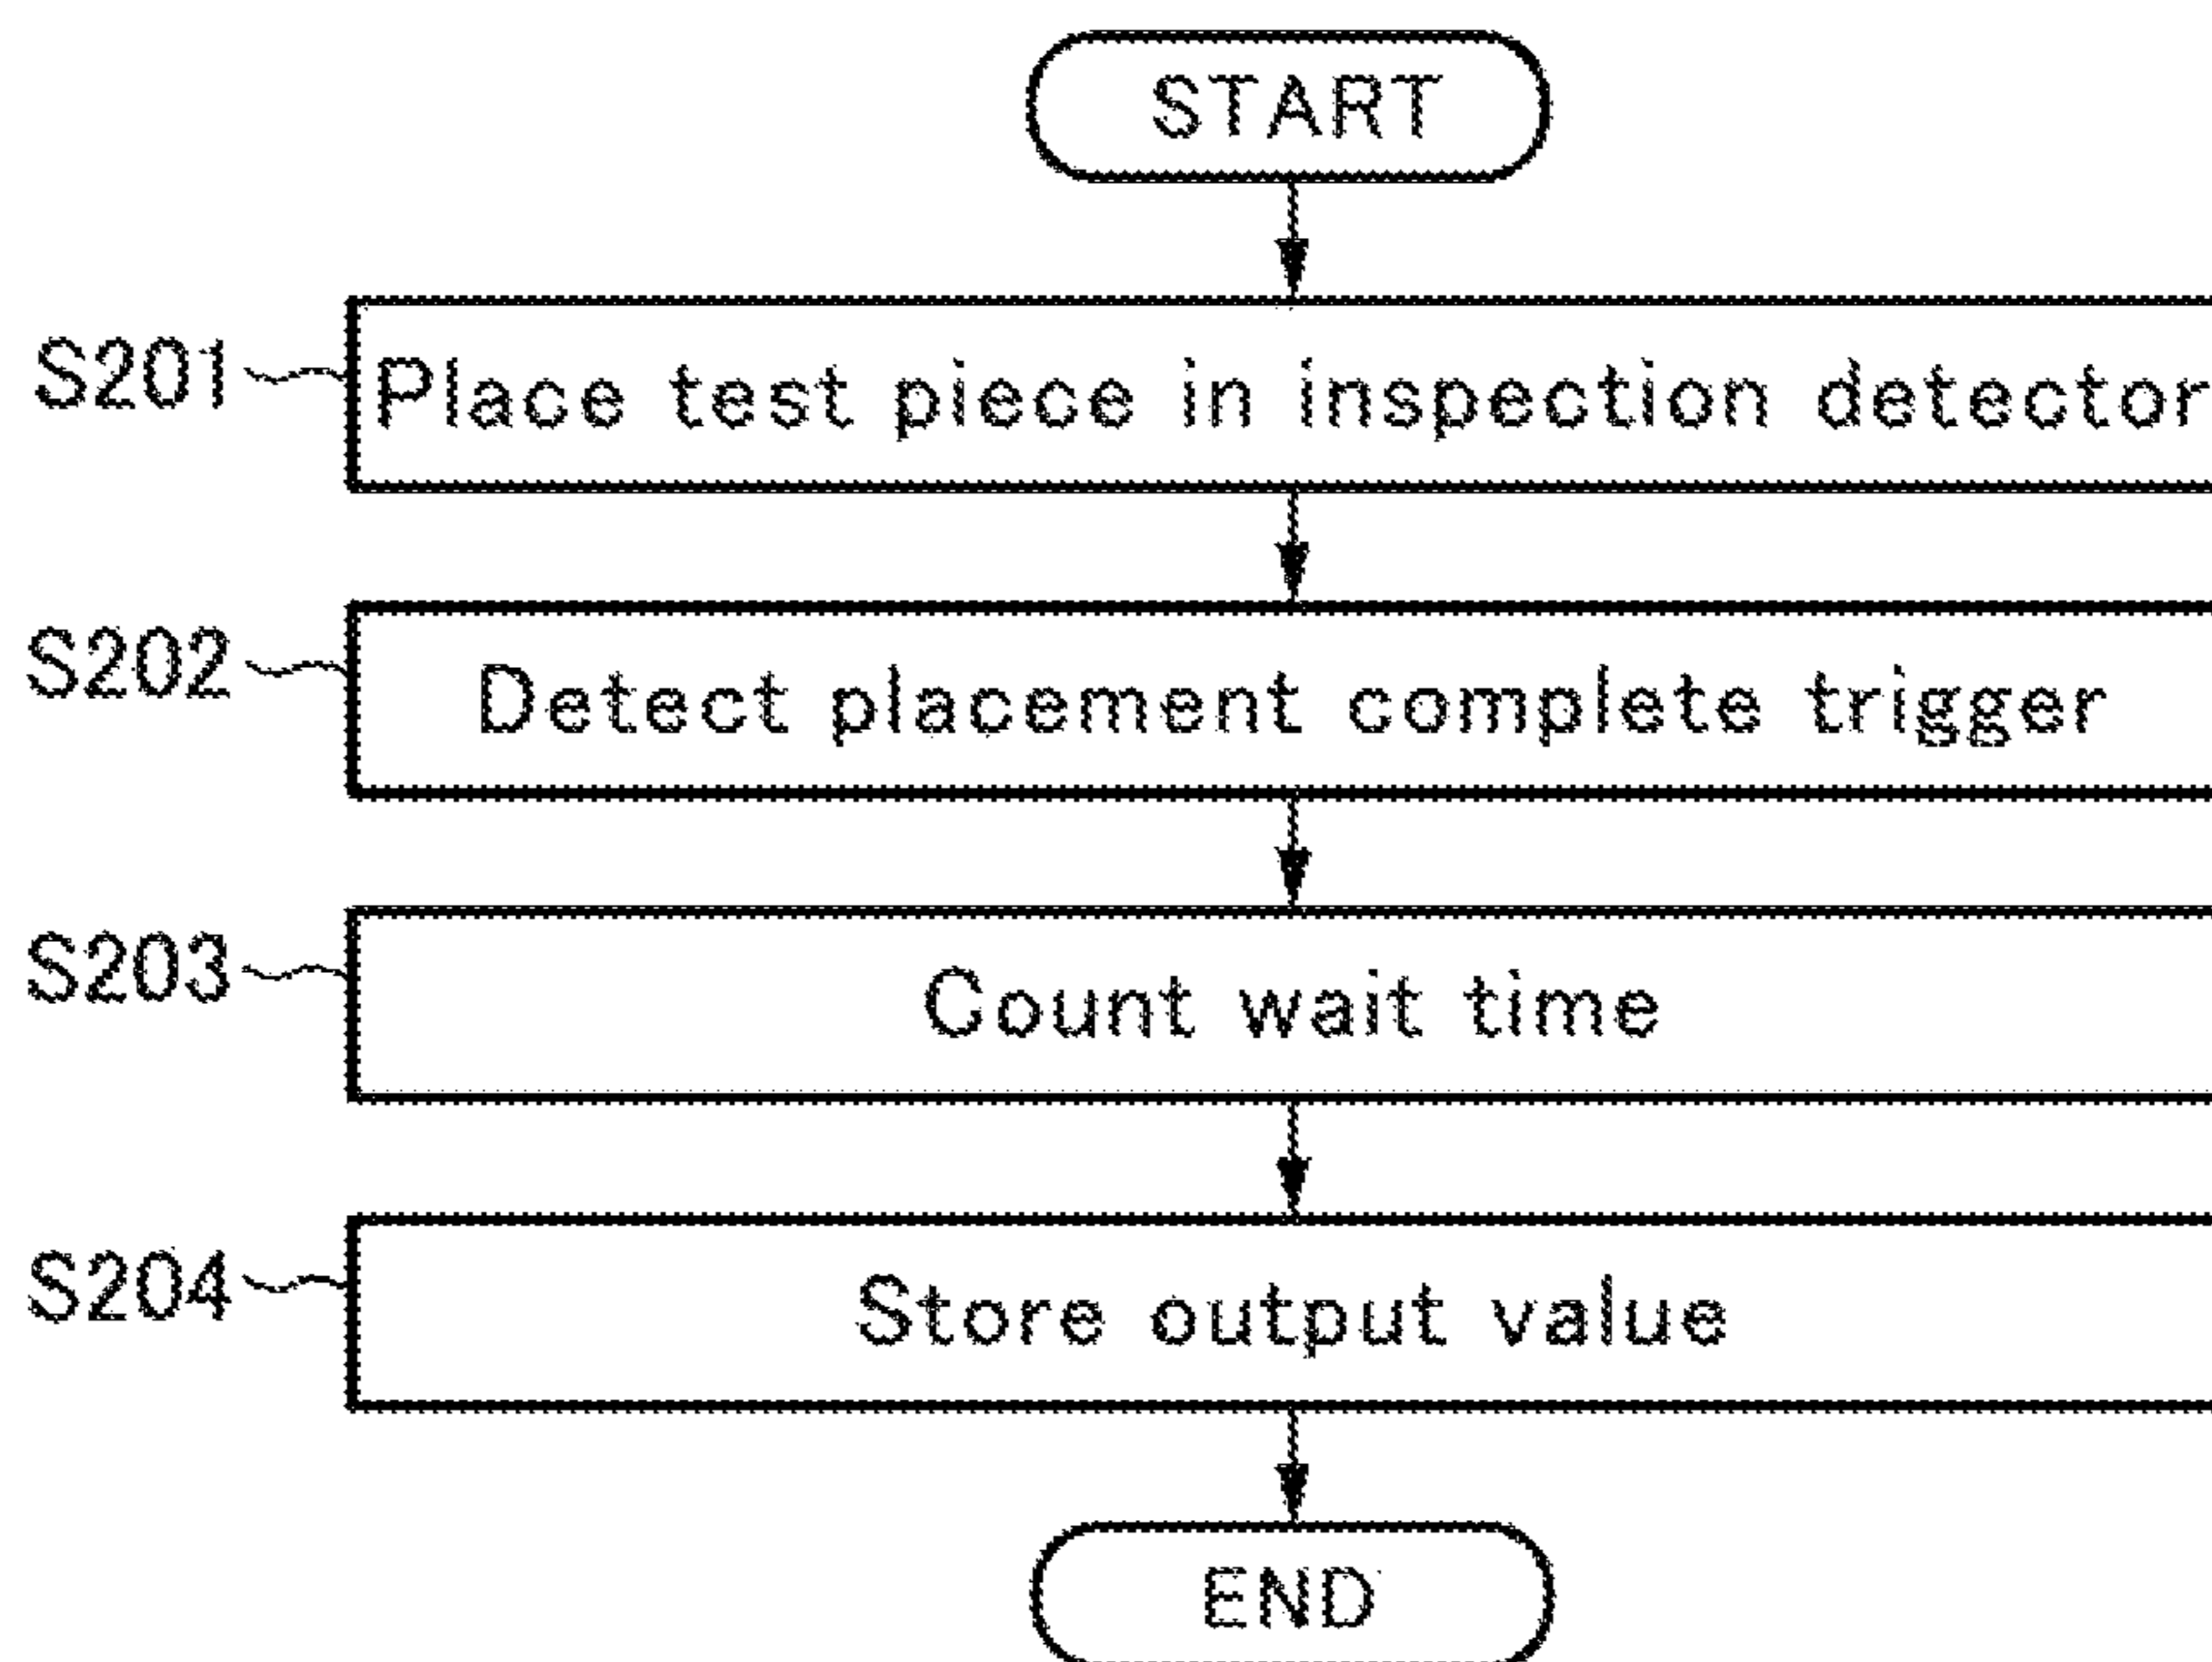 START
S201 Place test piece in inspection detector
S202 Detect placement complete trigger
S203 Count wait time
S204 Store output value
END